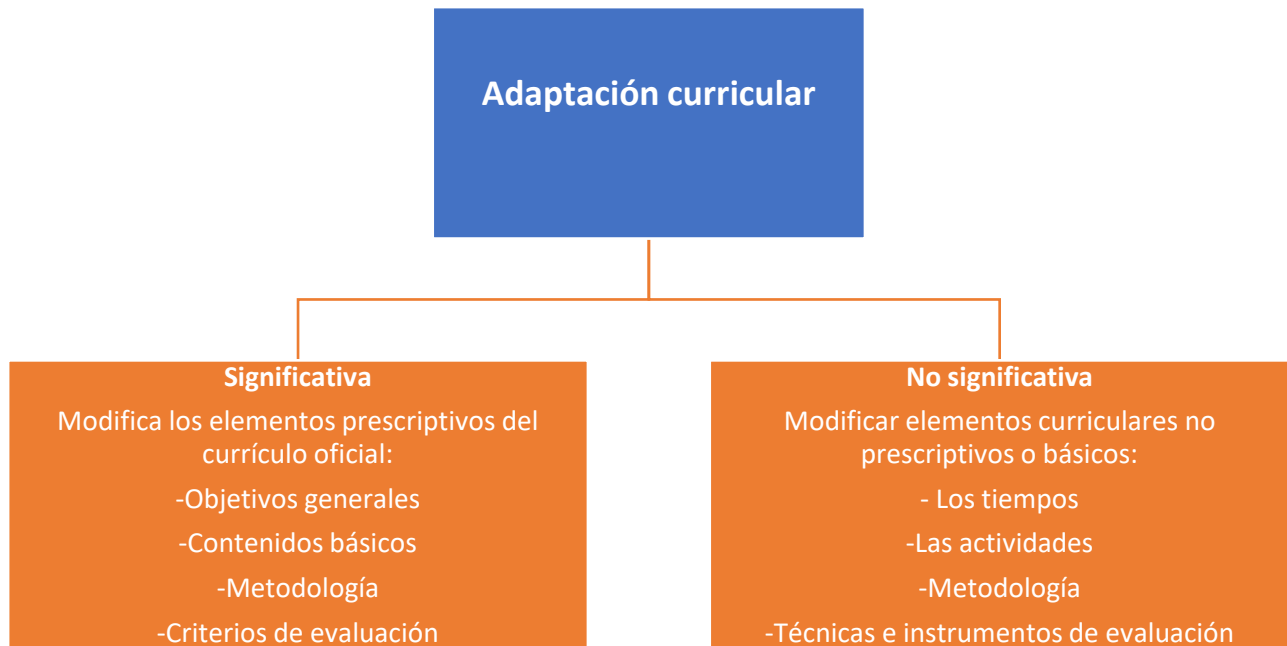 Adaptación curricular
Significativa
Modifica los elementos prescriptivos del
currículo oficial:
-Objetivos generales
-Contenidos básicos
-Metodología
-Criterios de evaluación
No significativa
Modificar elementos curriculares no
prescriptivos o básicos:
- Los tiempos
-Las actividades
-Metodología
-Técnicas e instrumentos de evaluación